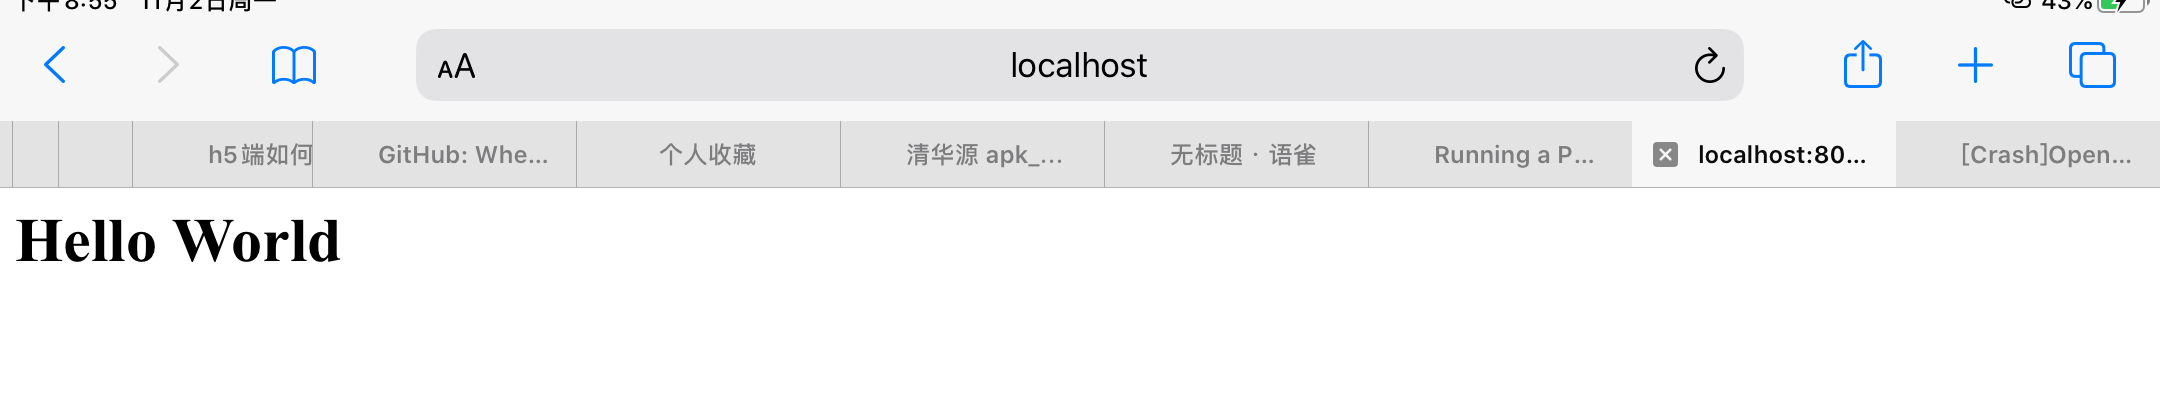 下午8:55 11月2日周一
43%
AA
localhost
h5端如何
GitHub: Whe...
个人收藏
清华源 apk_...
无标题 · 语雀
Running a P...
localhost:80...
[Crash]Open...
Hello World